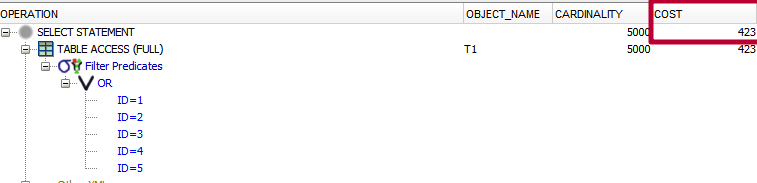 OPERATION OBJECT_NAME CARDINALITY COST
SELECT STATEMENT 5000 423
TABLE ACCESS (FULL) T1 5000 423
Filter Predicates
OR
ID=1
ID=2
ID=3
ID=4
ID=5